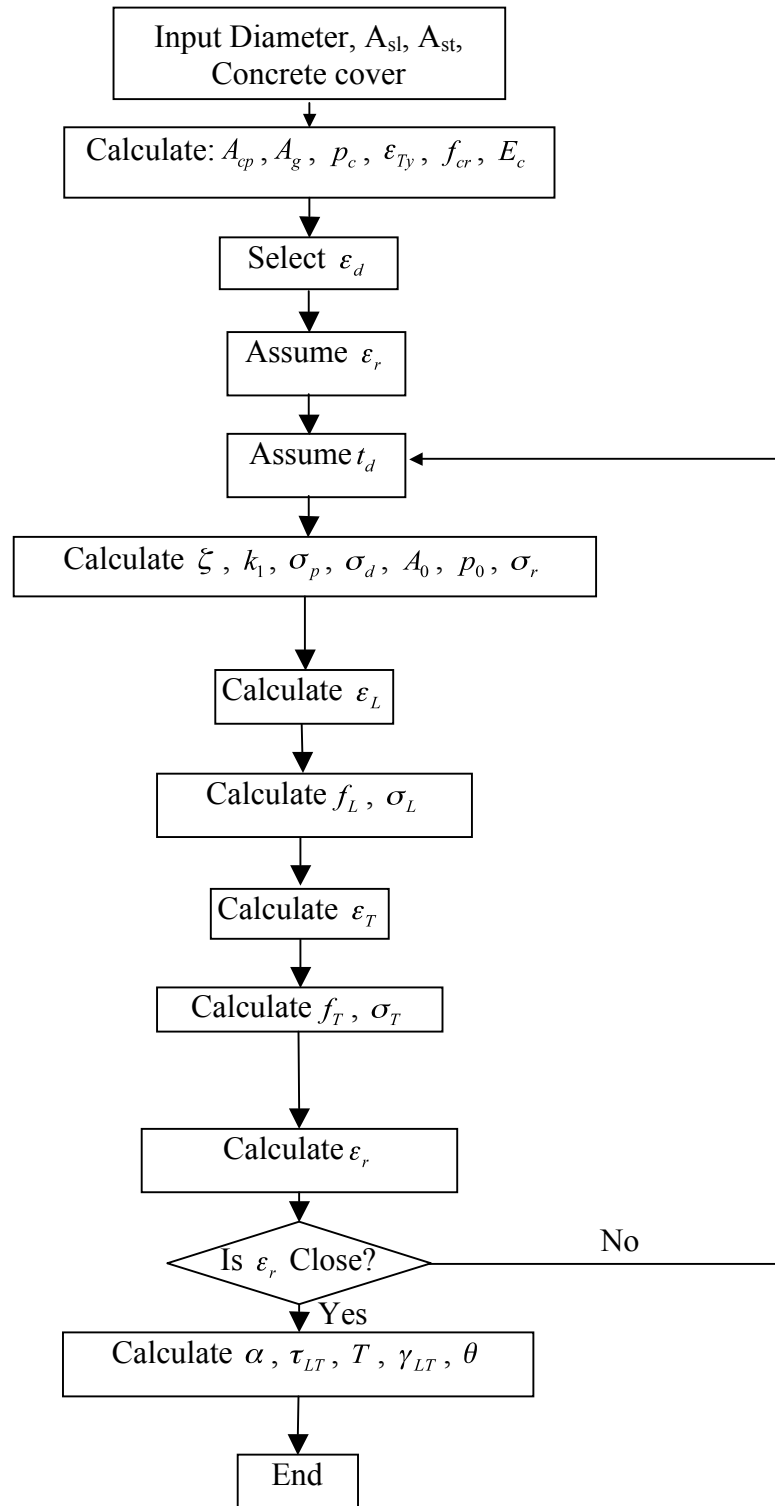 Input Diameter, Aₛₗ, Aₛₜ,
Concrete cover
Calculate: A_cp , A_g , p_c , ε_Ty , f_cr , E_c
Select ε_d
Assume ε_r
Assume t_d
Calculate ζ , k_1 , σ_p , σ_d , A_0 , p_0 , σ_r
Calculate ε_L
Calculate f_L , σ_L
Calculate ε_T
Calculate f_T , σ_T
Calculate ε_r
Is ε_r Close?
No
Yes
Calculate α , τ_LT , T , γ_LT , θ
End